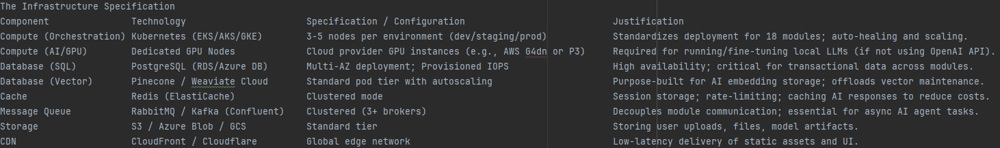 The Infrastructure Specification
Component Technology Specification / Configuration Justification
Compute (Orchestration) Kubernetes (EKS/AKS/GKE) 3-5 nodes per environment (dev/staging/prod) Standardizes deployment for 18 modules; auto-healing and scaling.
Compute (AI/GPU) Dedicated GPU Nodes Cloud provider GPU instances (e.g., AWS G4dn or P3) Required for running/fine-tuning local LLMs (if not using OpenAI API).
Database (SQL) PostgreSQL (RDS/Azure DB) Multi-AZ deployment; Provisioned IOPS High availability; critical for transactional data across modules.
Database (Vector) Pinecone / Weaviate Cloud Standard pod tier with autoscaling Purpose-built for AI embedding storage; offloads vector maintenance.
Cache Redis (ElastiCache) Clustered mode Session storage; rate-limiting; caching AI responses to reduce costs.
Message Queue RabbitMQ / Kafka (Confluent) Clustered (3+ brokers) Decouples module communication; essential for async AI agent tasks.
Storage S3 / Azure Blob / GCS Standard tier Storing user uploads, files, model artifacts.
CDN CloudFront / Cloudflare Global edge network Low-latency delivery of static assets and UI.